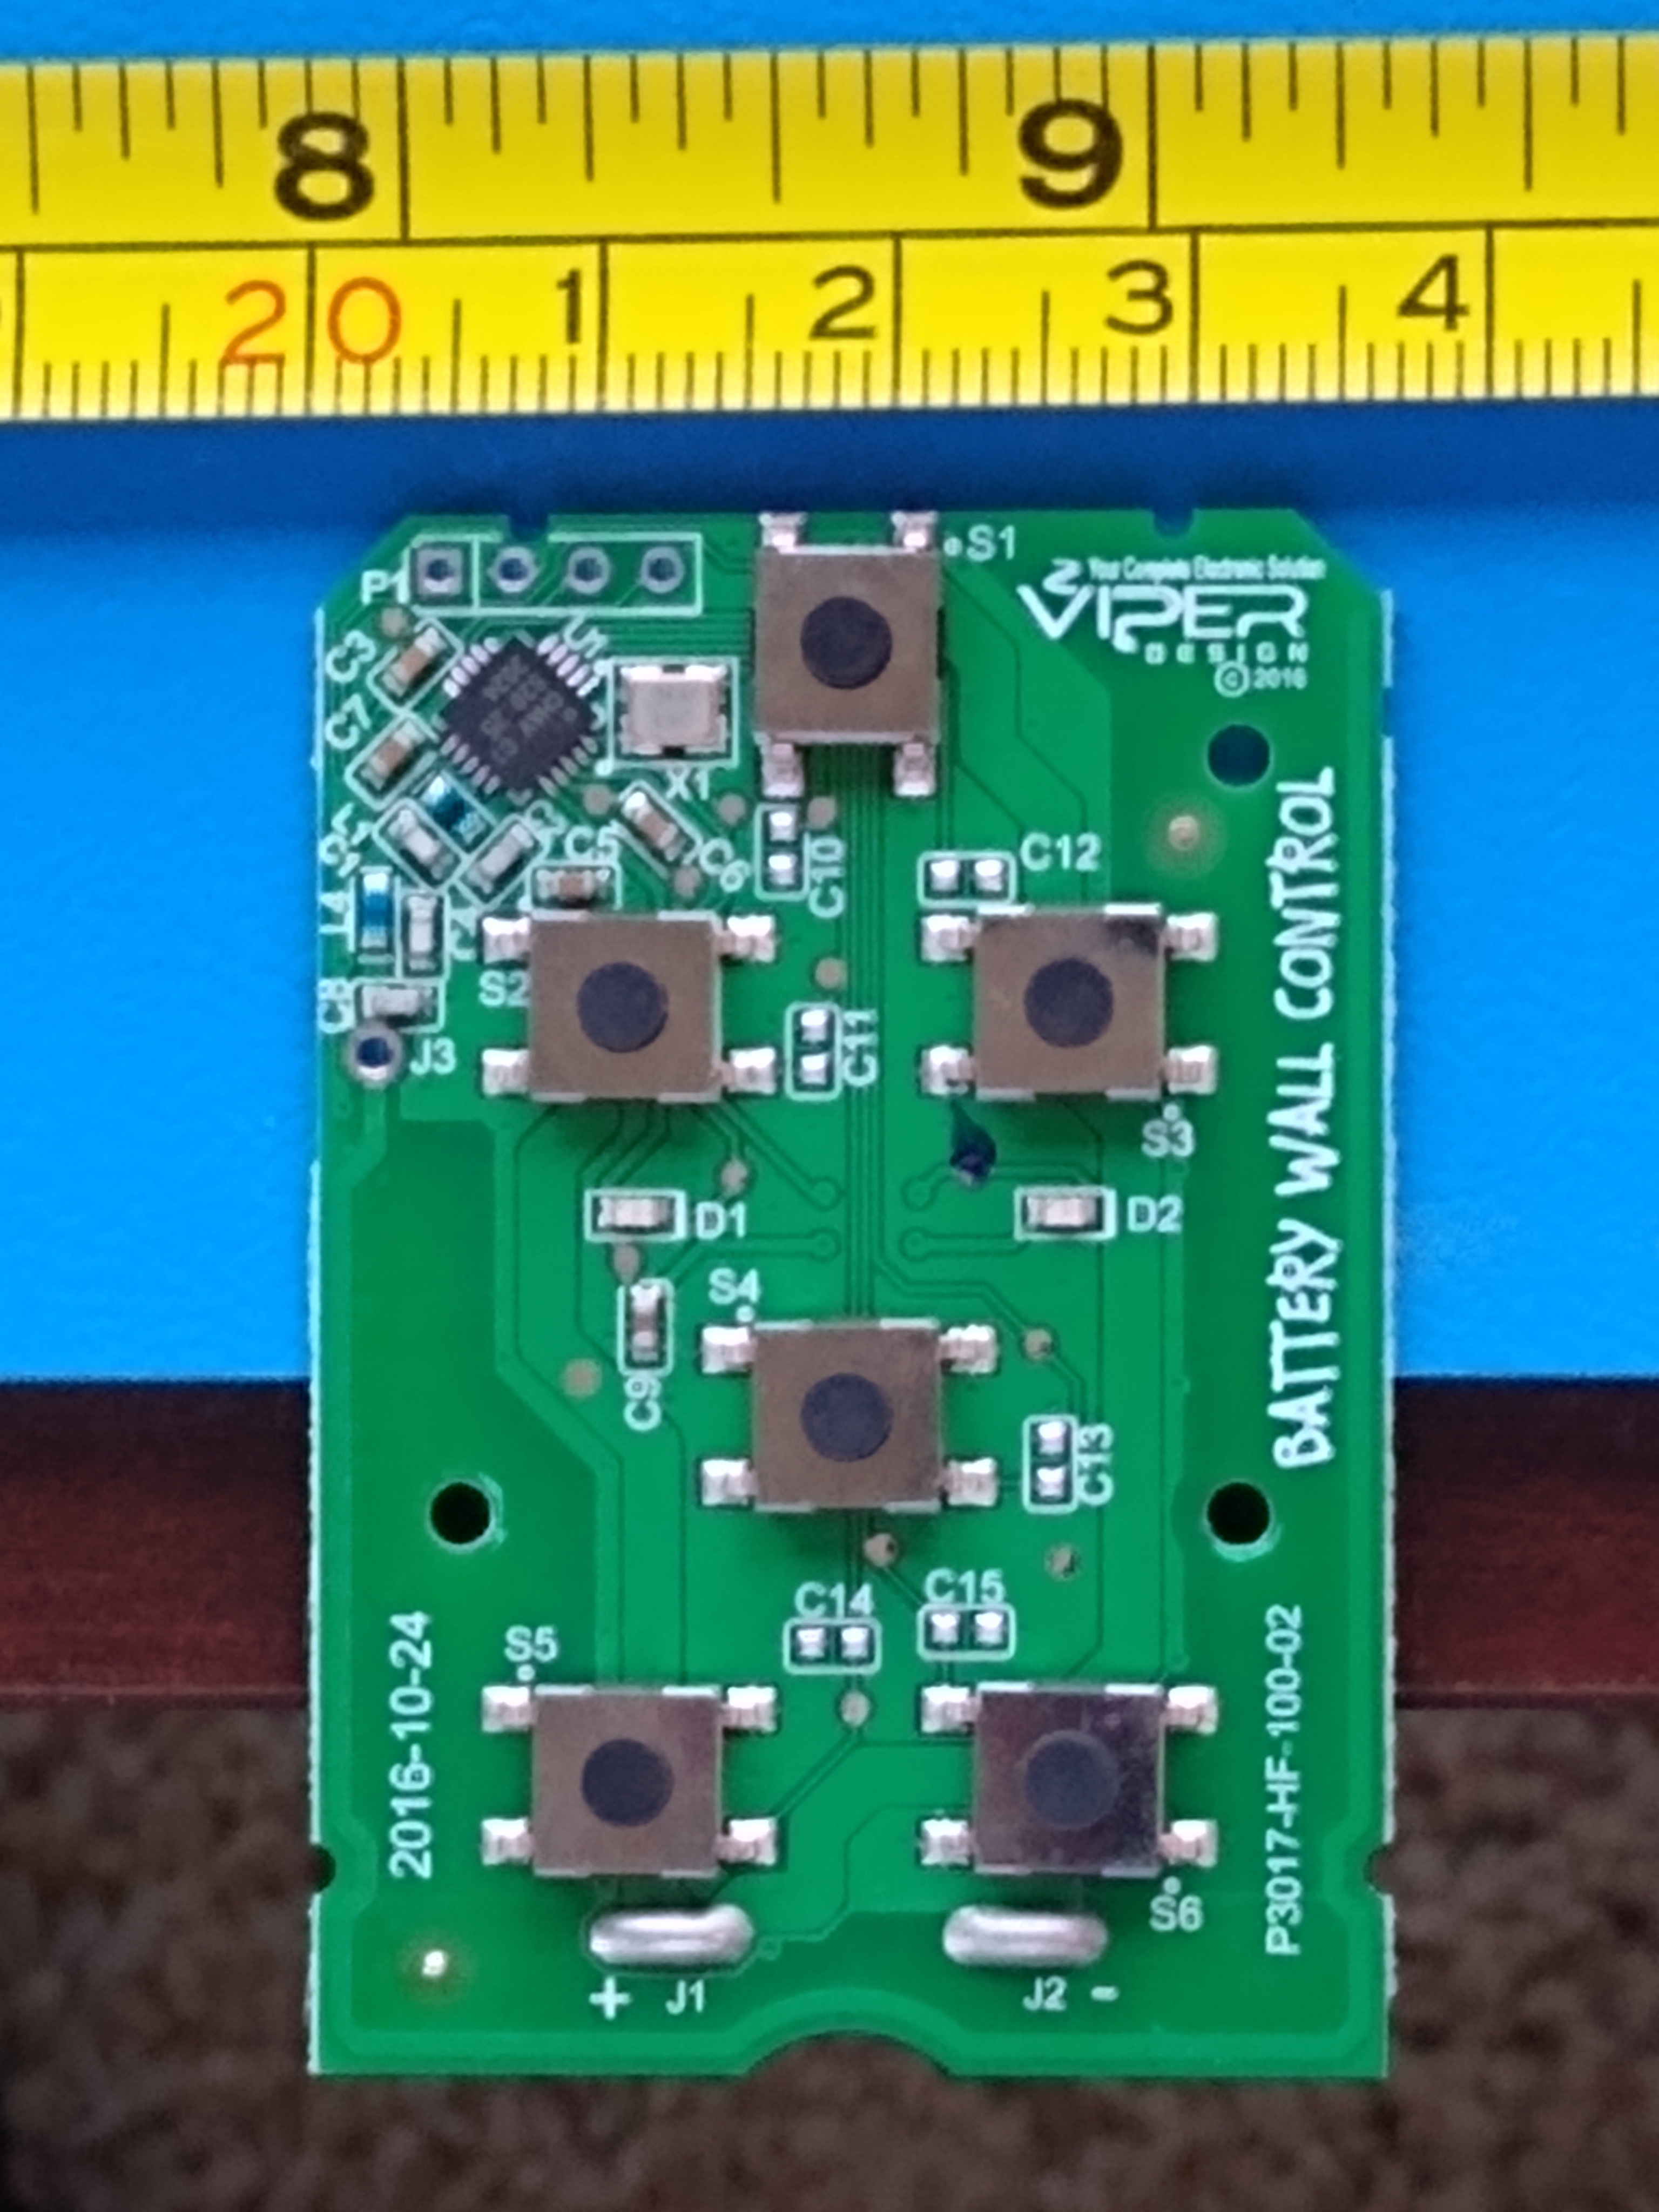 8 9
20 1 2 3 4
P1
S1
Your Complete Electronic Solution
VIPER
DESIGN
© 2016
C3
U1
C7
X1
C5
C6
C10
C12
L4
S2
C8
J3
C11
S3
BATTERY WALL CONTROL
D1
D2
S4
C9
C13
C14
C15
S5
2016-10-24
P3017-HF-100-02
S6
+ J1
J2 -